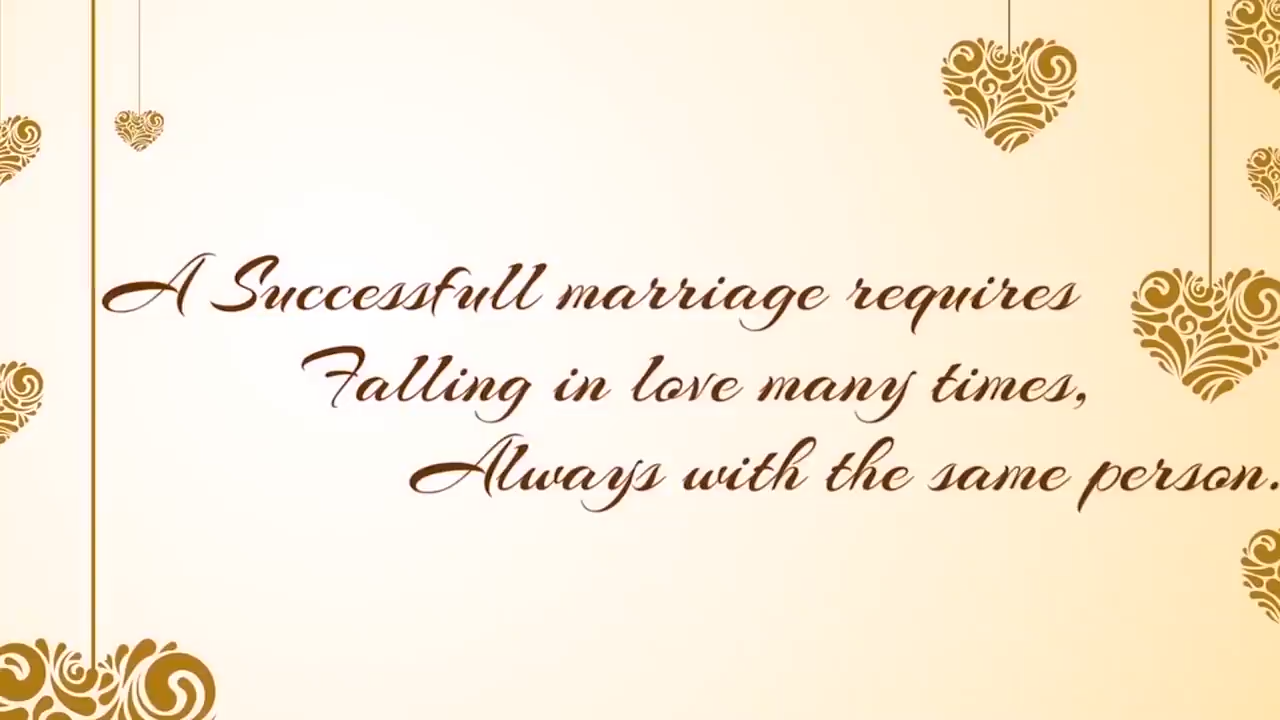 A Successfull marriage requires
Falling in love many times,
Always with the same person.